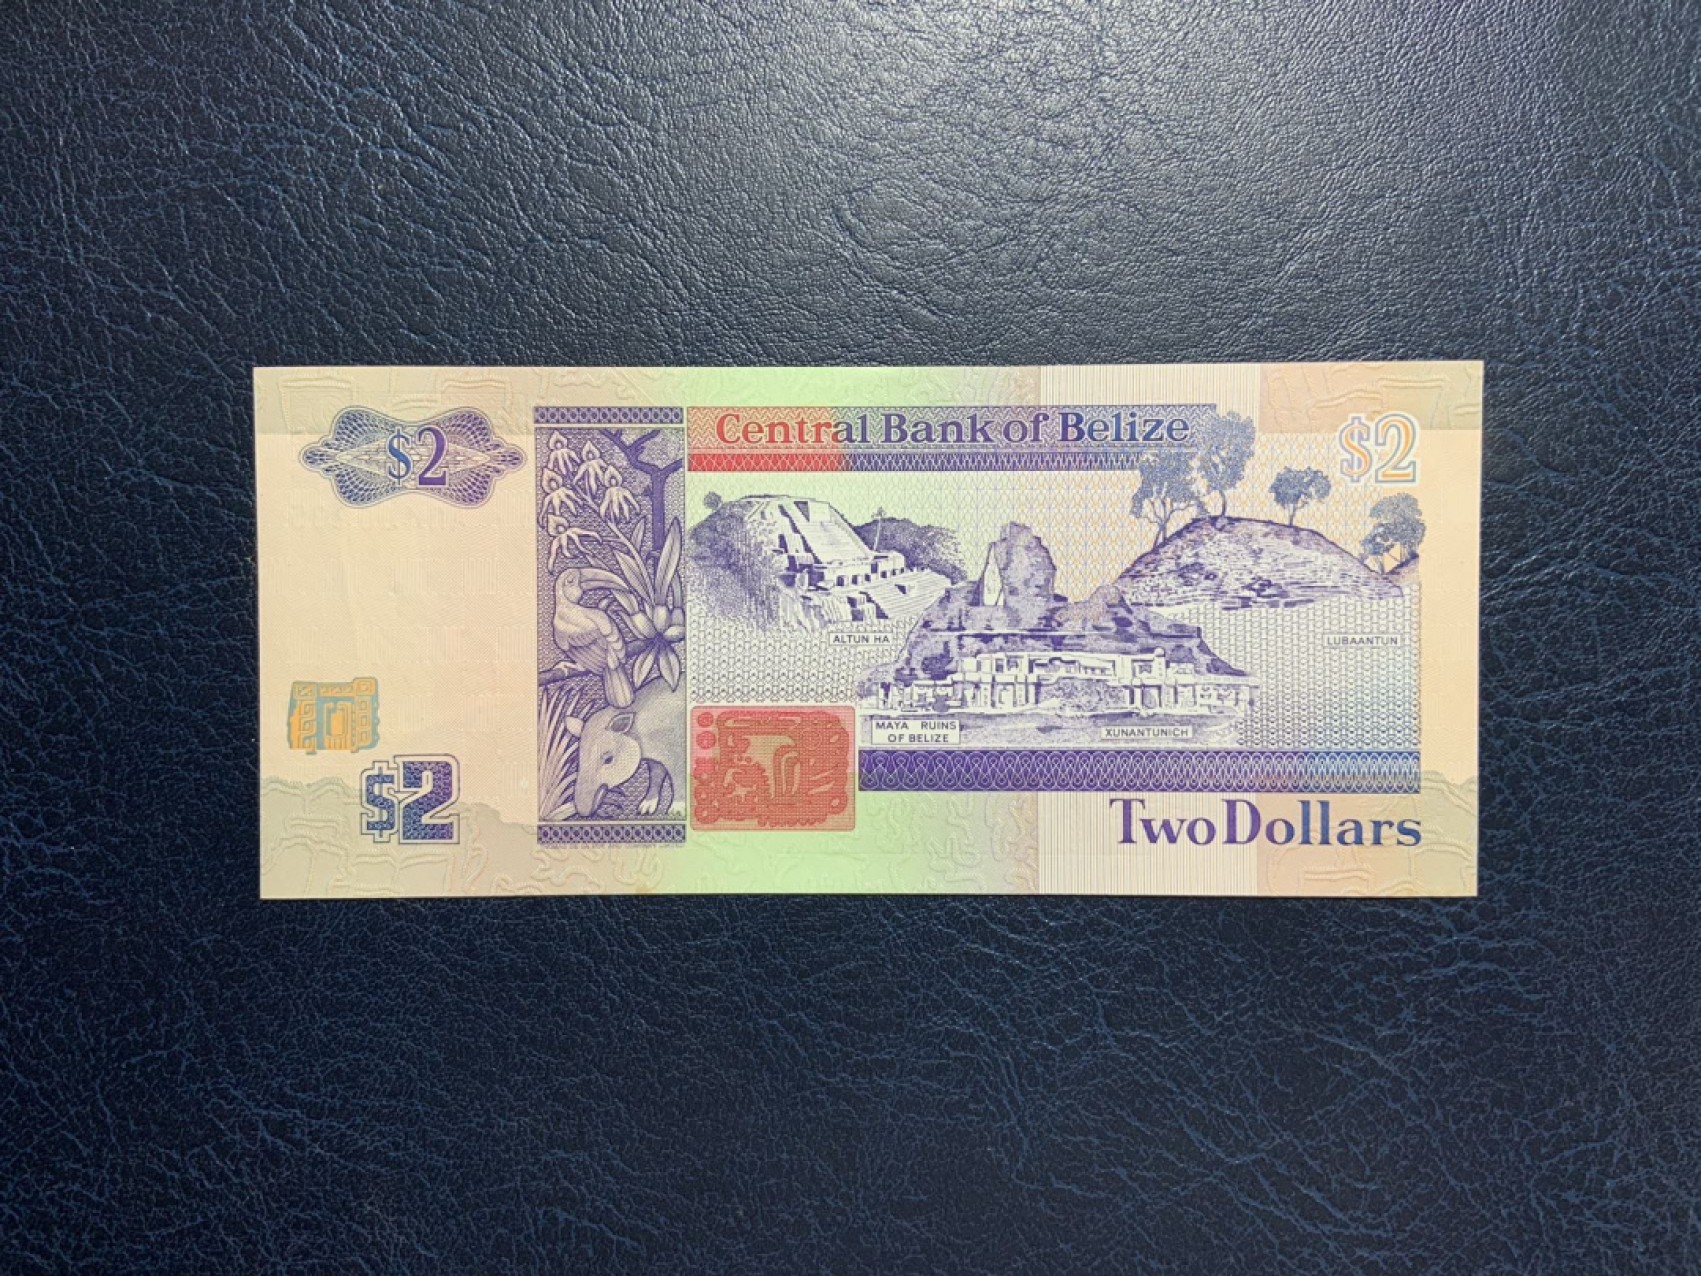 $2
Central Bank of Belize
$2
ALTUN HA
LUBAANTUN
MAYA RUINS
OF BELIZE
XUNANTUNICH
$2
Two Dollars